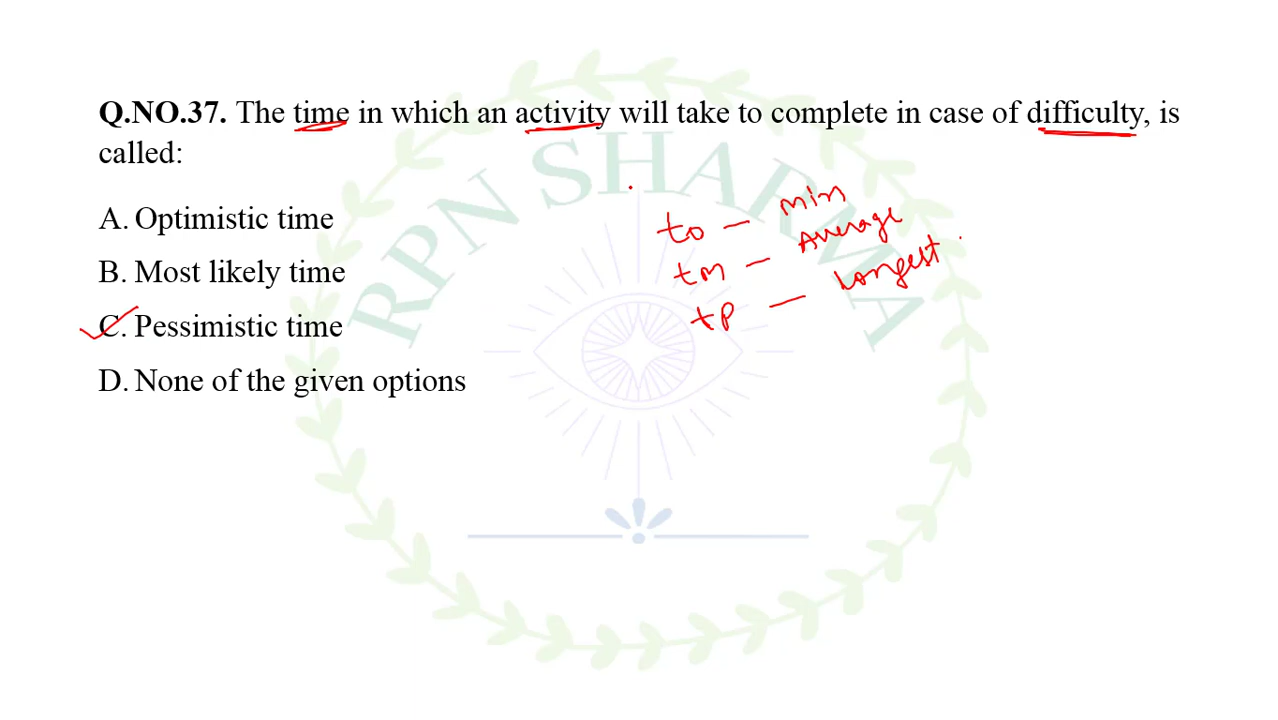 Q.NO.37. The time in which an activity will take to complete in case of difficulty, is
called:
A. Optimistic time
B. Most likely time
C. Pessimistic time
D. None of the given options
to – min
tm – Average
tp – Longest
RPN SHARMA